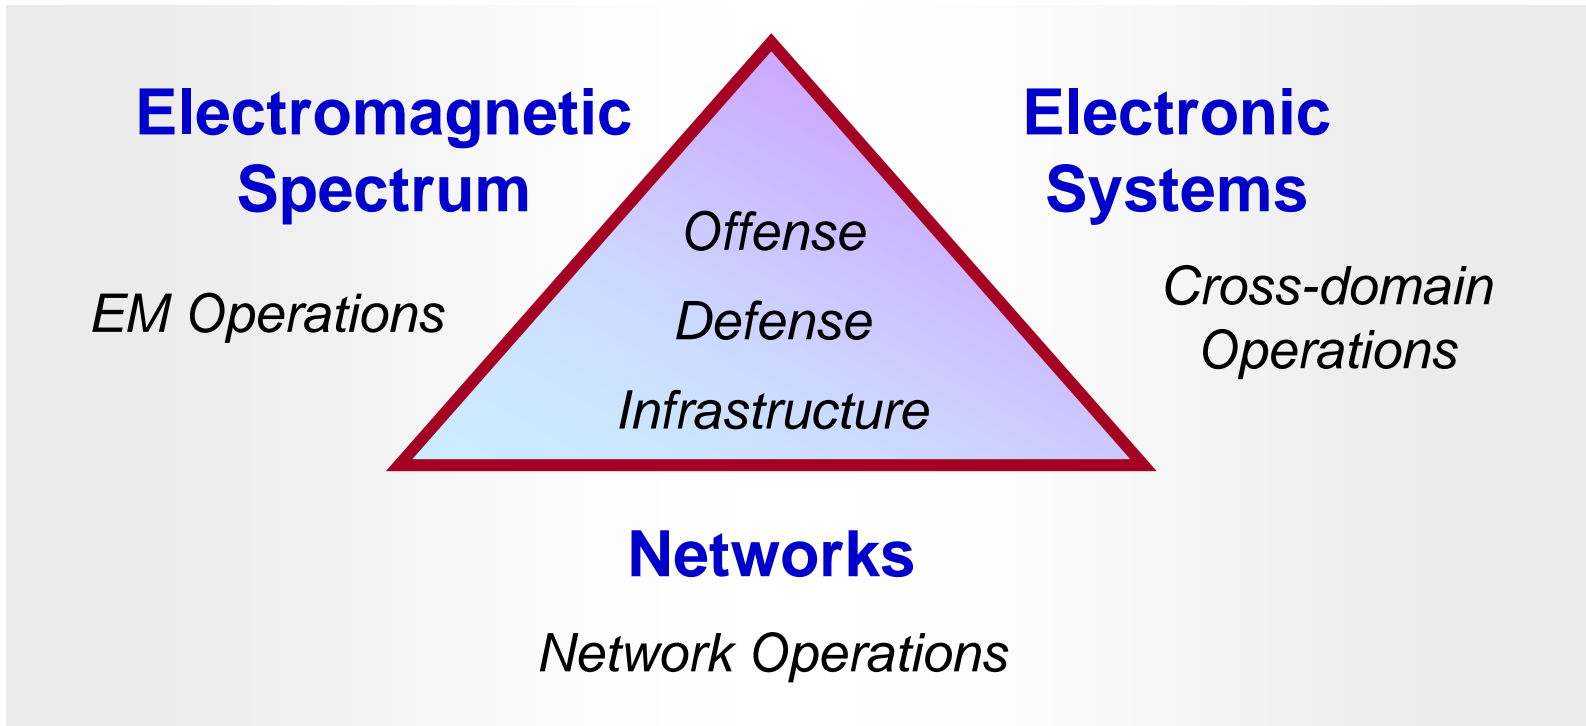 Electromagnetic
Spectrum
EM Operations
Offense
Defense
Infrastructure
Electronic
Systems
Cross-domain
Operations
Networks
Network Operations